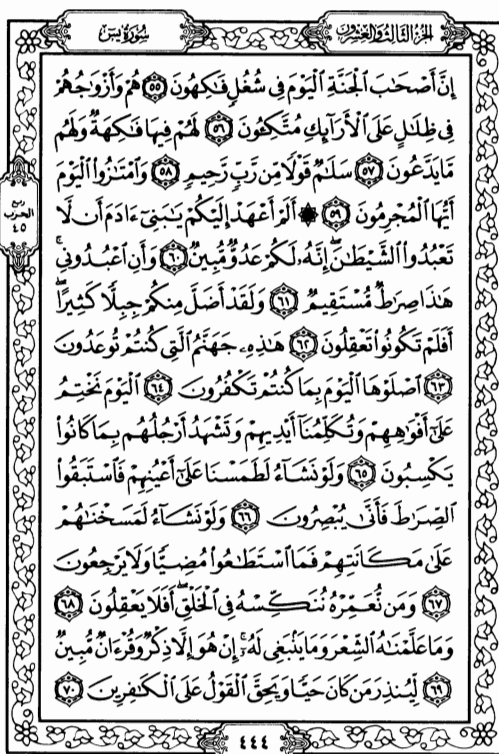 الجزء الثالث والعشرون
سورة يس
إِنَّ أَصْحَٰبَ ٱلْجَنَّةِ ٱلْيَوْمَ فِى شُغُلٍ فَٰكِهُونَ ٥٥ هُمْ وَأَزْوَٰجُهُمْ
فِى ظِلَٰلٍ عَلَى ٱلْأَرَآئِكِ مُتَّكِـُٔونَ ٥٦ لَهُمْ فِيهَا فَٰكِهَةٌ وَلَهُم
مَّا يَدَّعُونَ ٥٧ سَلَٰمٌ قَوْلًا مِّن رَّبٍّ رَّحِيمٍ ٥٨ وَٱمْتَٰزُوا۟ ٱلْيَوْمَ
أَيُّهَا ٱلْمُجْرِمُونَ ٥٩ ۞ أَلَمْ أَعْهَدْ إِلَيْكُمْ يَٰبَنِىٓ ءَادَمَ أَن لَّا
تَعْبُدُوا۟ ٱلشَّيْطَٰنَ ۖ إِنَّهُۥ لَكُمْ عَدُوٌّ مُّبِينٌ ٦٠ وَأَنِ ٱعْبُدُونِى ۚ
هَٰذَا صِرَٰطٌ مُّسْتَقِيمٌ ٦١ وَلَقَدْ أَضَلَّ مِنكُمْ جِبِلًّا كَثِيرًا ۖ
أَفَلَمْ تَكُونُوا۟ تَعْقِلُونَ ٦٢ هَٰذِهِۦ جَهَنَّمُ ٱلَّتِى كُنتُمْ تُوعَدُونَ
٦٣ ٱصْلَوْهَا ٱلْيَوْمَ بِمَا كُنتُمْ تَكْفُرُونَ ٦٤ ٱلْيَوْمَ نَخْتِمُ
عَلَىٰٓ أَفْوَٰهِهِمْ وَتُكَلِّمُنَآ أَيْدِيهِمْ وَتَشْهَدُ أَرْجُلُهُم بِمَا كَانُوا۟
يَكْسِبُونَ ٦٥ وَلَوْ نَشَآءُ لَطَمَسْنَا عَلَىٰٓ أَعْيُنِهِمْ فَٱسْتَبَقُوا۟
ٱلصِّرَٰطَ فَأَنَّىٰ يُبْصِرُونَ ٦٦ وَلَوْ نَشَآءُ لَمَسَخْنَٰهُمْ
عَلَىٰ مَكَانَتِهِمْ فَمَا ٱسْتَطَٰعُوا۟ مُضِيًّا وَلَا يَرْجِعُونَ
٦٧ وَمَن نُّعَمِّرْهُ نُنَكِّسْهُ فِى ٱلْخَلْقِ ۖ أَفَلَا يَعْقِلُونَ ٦٨
وَمَا عَلَّمْنَٰهُ ٱلشِّعْرَ وَمَا يَنۢبَغِى لَهُۥٓ ۚ إِنْ هُوَ إِلَّا ذِكْرٌ وَقُرْءَانٌ مُّبِينٌ
٦٩ لِّيُنذِرَ مَن كَانَ حَيًّا وَيَحِقَّ ٱلْقَوْلُ عَلَى ٱلْكَٰفِرِينَ ٧٠
ربع
الحزب
٤٥
٤٤٤